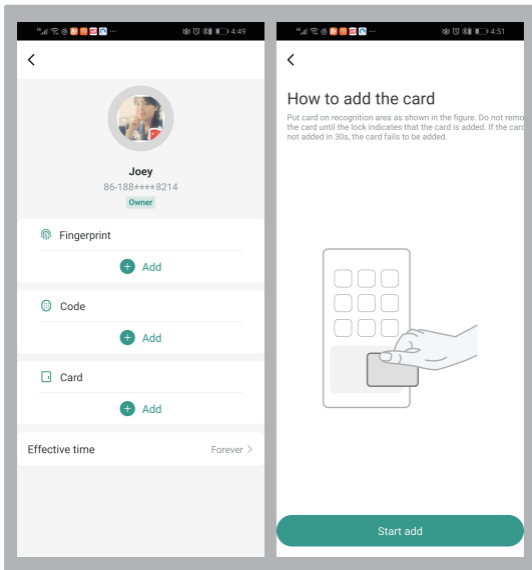 4:49
Joey
86-188****8214
Owner
Fingerprint
Add
Code
Add
Card
Add
Effective time
Forever
4:51
How to add the card
Put card on recognition area as shown in the figure. Do not remo
the card until the lock indicates that the card is added. If the card
not added in 30s, the card fails to be added.
Start add